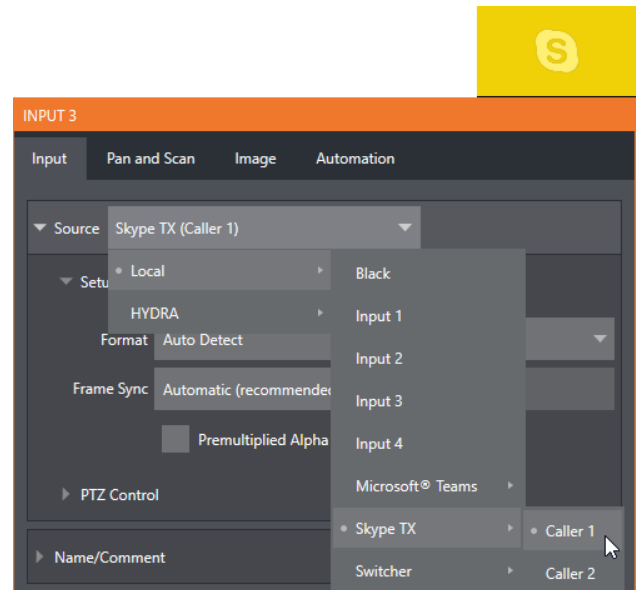 S
INPUT 3
Input Pan and Scan Image Automation
Source Skype TX (Caller 1)
Local Black
HYDRA Input 1
Format Auto Detect
Input 2
Frame Sync Automatic
Input 3
Premultiplied Alpha
Input 4
PTZ Control
Microsoft® Teams
Skype TX Caller 1
Name/Comment
Switcher Caller 2